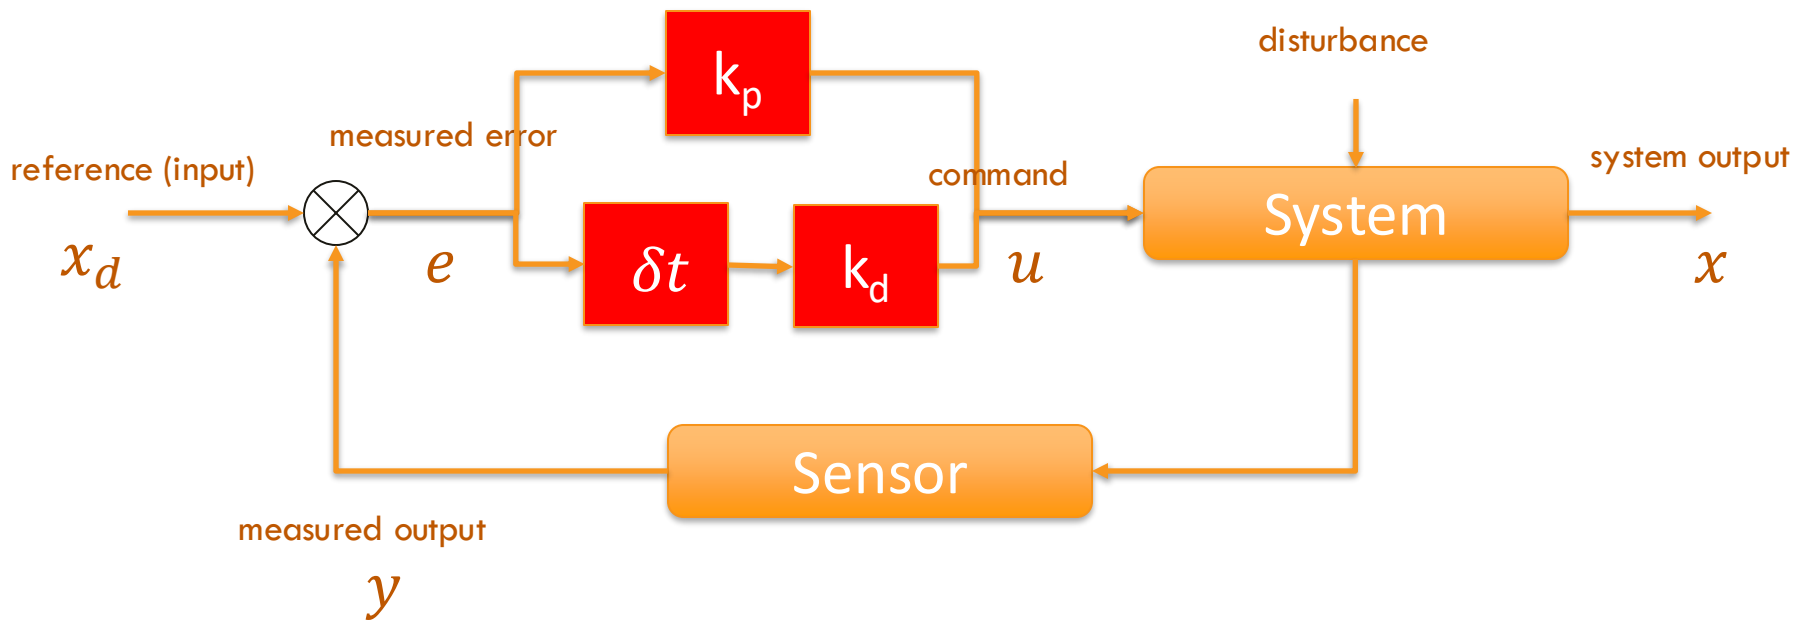 disturbance
k_p
measured error
reference (input)
command
system output
System
x_d
e
δt
k_d
u
x
Sensor
measured output
y